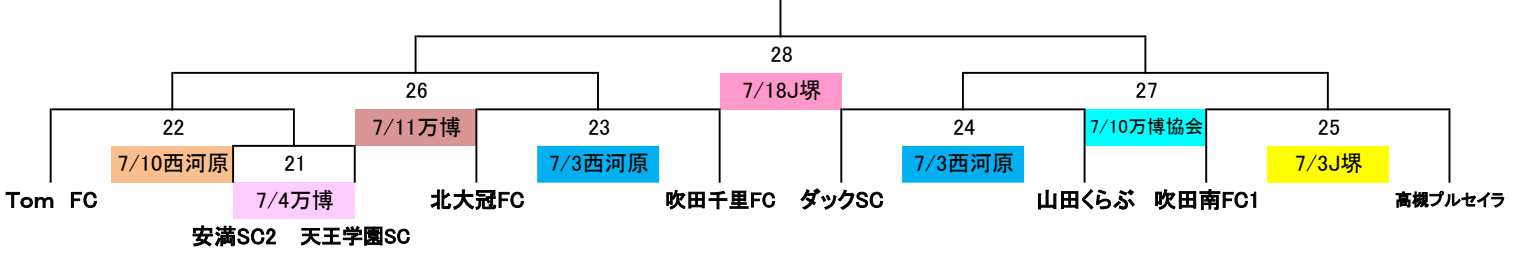 28
7/18J堺
26
27
7/11万博
7/10万博協会
22
23
24
25
7/10西河原
21
7/3西河原
7/3西河原
7/3J堺
7/4万博
Tom　FC
北大冠FC
吹田千里FC
ダックSC
山田くらぶ
吹田南FC1
高槻プルセイラ
安満SC2
天王学園SC